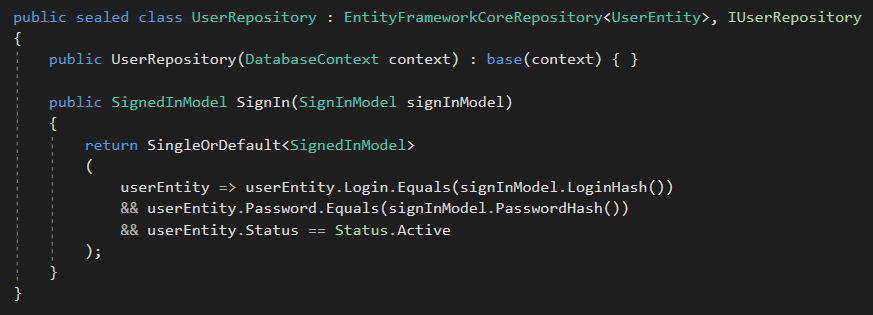 public sealed class UserRepository : EntityFrameworkCoreRepository<UserEntity>, IUserRepository
{
    public UserRepository(DatabaseContext context) : base(context) { }

    public SignedInModel SignIn(SignInModel signInModel)
    {
        return SingleOrDefault<SignedInModel>
        (
            userEntity => userEntity.Login.Equals(signInModel.LoginHash())
            && userEntity.Password.Equals(signInModel.PasswordHash())
            && userEntity.Status == Status.Active
        );
    }
}